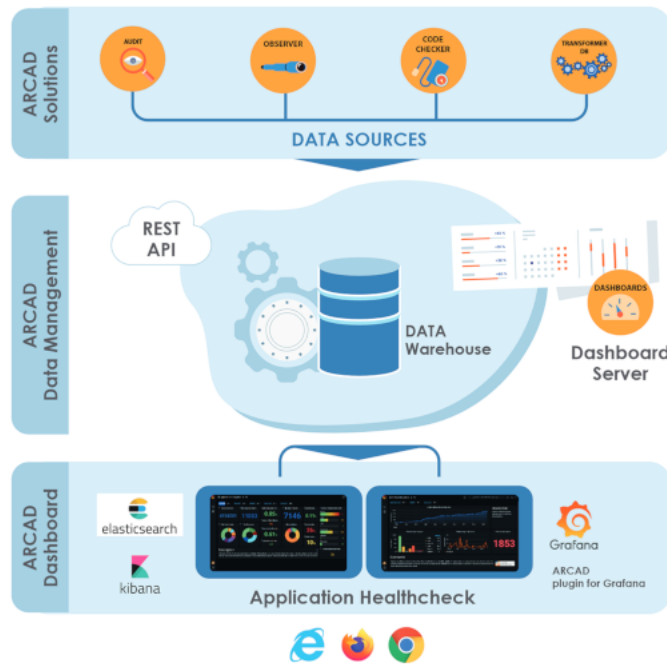 ARCAD
Solutions
AUDIT
OBSERVER
CODE
CHECKER
TRANSFORMER
DB
DATA SOURCES
ARCAD
Data Management
REST
API
DATA
Warehouse
DASHBOARDS
Dashboard
Server
ARCAD
Dashboard
elasticsearch
kibana
7146
1853
Grafana
ARCAD
plugin for Grafana
Application Healthcheck